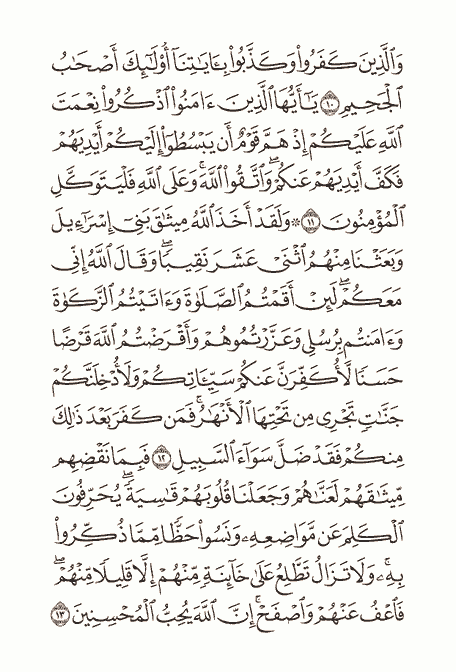 وَٱلَّذِينَ كَفَرُوا۟ وَكَذَّبُوا۟ بِـَٔايَـٰتِنَآ أُو۟لَـٰٓئِكَ أَصْحَـٰبُ
ٱلْجَحِيمِ ١٠ يَـٰٓأَيُّهَا ٱلَّذِينَ ءَامَنُوا۟ ٱذْكُرُوا۟ نِعْمَتَ
ٱللَّهِ عَلَيْكُمْ إِذْ هَمَّ قَوْمٌ أَن يَبْسُطُوٓا۟ إِلَيْكُمْ أَيْدِيَهُمْ
فَكَفَّ أَيْدِيَهُمْ عَنكُمْ ۖ وَٱتَّقُوا۟ ٱللَّهَ ۚ وَعَلَى ٱللَّهِ فَلْيَتَوَكَّلِ
ٱلْمُؤْمِنُونَ ١١ ۞ وَلَقَدْ أَخَذَ ٱللَّهُ مِيثَـٰقَ بَنِىٓ إِسْرَٰٓءِيلَ
وَبَعَثْنَا مِنْهُمُ ٱثْنَىْ عَشَرَ نَقِيبًا ۖ وَقَالَ ٱللَّهُ إِنِّى
مَعَكُمْ ۖ لَئِنْ أَقَمْتُمُ ٱلصَّلَوٰةَ وَءَاتَيْتُمُ ٱلزَّكَوٰةَ
وَءَامَنتُم بِرُسُلِى وَعَزَّرْتُمُوهُمْ وَأَقْرَضْتُمُ ٱللَّهَ قَرْضًا
حَسَنًا لَّأُكَفِّرَنَّ عَنكُمْ سَيِّـَٔاتِكُمْ وَلَأُدْخِلَنَّكُمْ
جَنَّـٰتٍ تَجْرِى مِن تَحْتِهَا ٱلْأَنْهَـٰرُ ۚ فَمَن كَفَرَ بَعْدَ ذَٰلِكَ
مِنكُمْ فَقَدْ ضَلَّ سَوَآءَ ٱلسَّبِيلِ ١٢ فَبِمَا نَقْضِهِم
مِّيثَـٰقَهُمْ لَعَنَّـٰهُمْ وَجَعَلْنَا قُلُوبَهُمْ قَـٰسِيَةً ۖ يُحَرِّفُونَ
ٱلْكَلِمَ عَن مَّوَاضِعِهِۦ ۙ وَنَسُوا۟ حَظًّا مِّمَّا ذُكِّرُوا۟
بِهِۦ ۚ وَلَا تَزَالُ تَطَّلِعُ عَلَىٰ خَآئِنَةٍ مِّنْهُمْ إِلَّا قَلِيلًا مِّنْهُمْ ۖ
فَٱعْفُ عَنْهُمْ وَٱصْفَحْ ۚ إِنَّ ٱللَّهَ يُحِبُّ ٱلْمُحْسِنِينَ ١٣